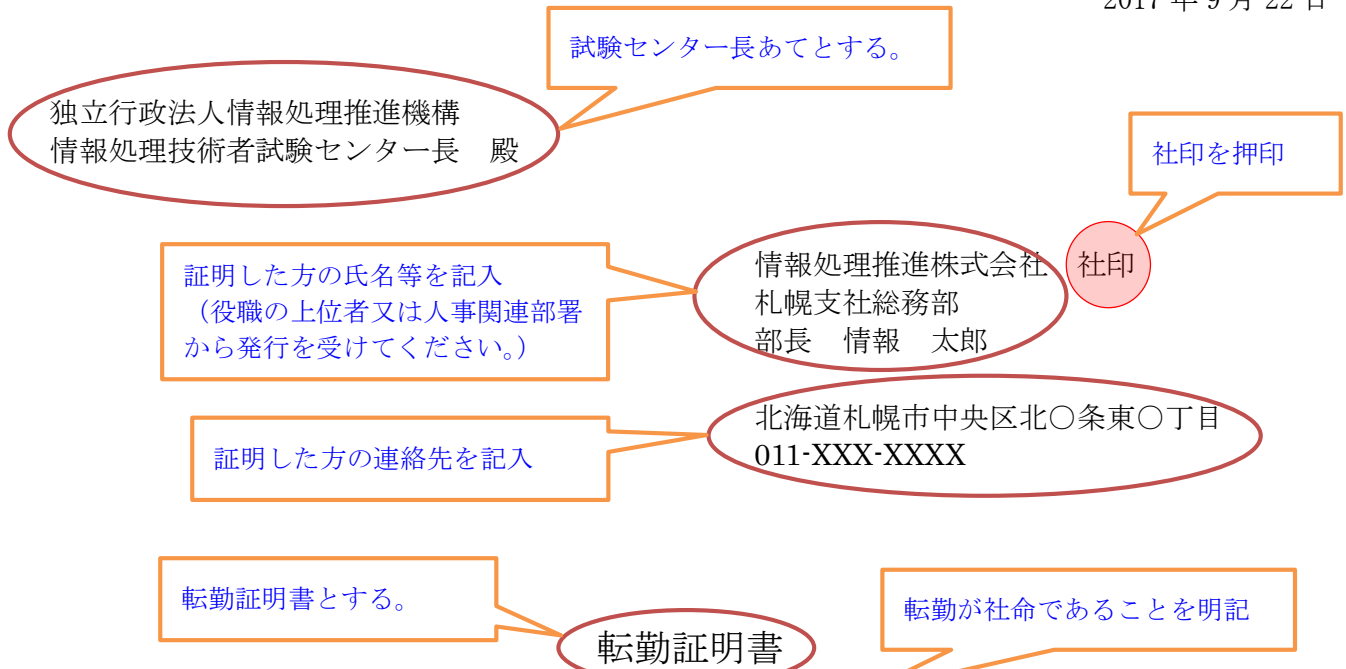 2017 年 9 月 22 日
試験センター長あてとする。
独立行政法人情報処理推進機構
情報処理技術者試験センター長　殿
社印を押印
証明した方の氏名等を記入
（役職の上位者又は人事関連部署
から発行を受けてください。）
情報処理推進株式会社
社印
札幌支社総務部
部長　情報　太郎
証明した方の連絡先を記入
北海道札幌市中央区北○条東○丁目
011-XXX-XXXX
転勤証明書とする。
転勤が社命であることを明記
転勤証明書